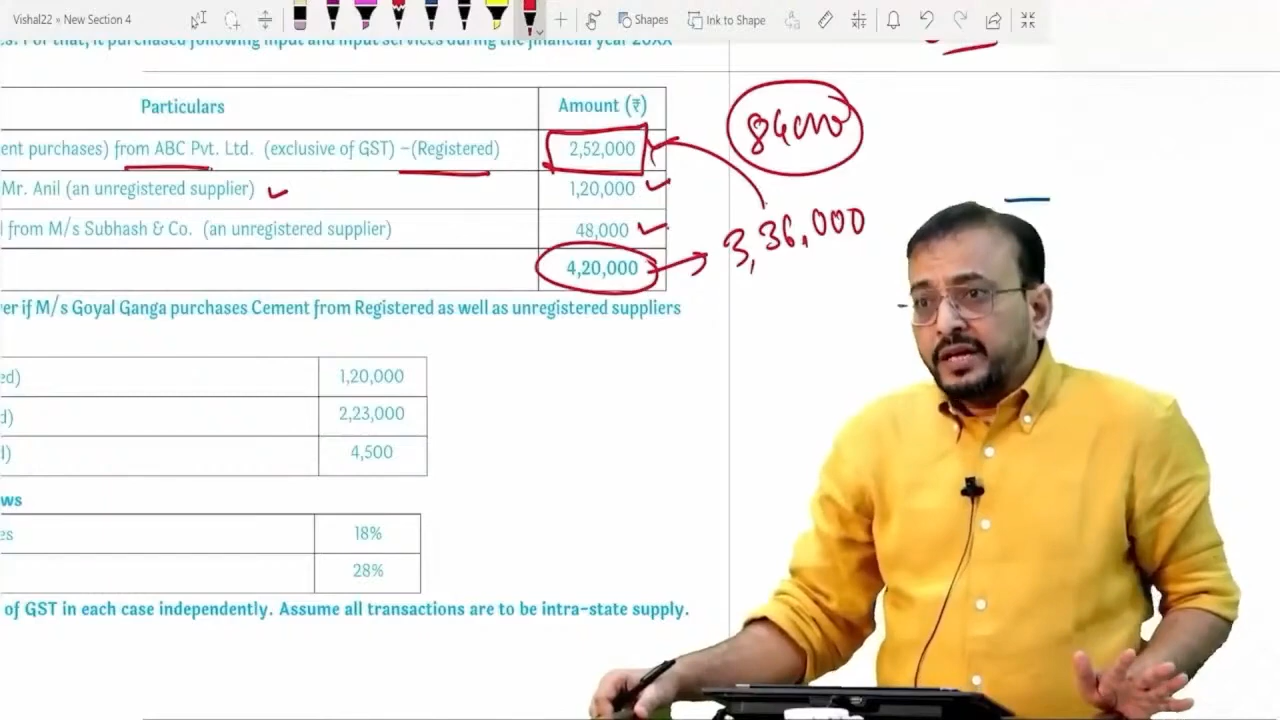 Vishal22 » New Section 4
Shapes
Ink to Shape
es. For that, it purchased following input and input services during the financial year 20XX
Particulars
Amount (₹)
ent purchases) from ABC Pvt. Ltd. (exclusive of GST) –(Registered)
2,52,000
84000
Mr. Anil (an unregistered supplier)
1,20,000
l from M/s Subhash & Co. (an unregistered supplier)
48,000
3,36,000
4,20,000
er if M/s Goyal Ganga purchases Cement from Registered as well as unregistered suppliers
ed)
1,20,000
d)
2,23,000
l)
4,500
ws
es
18%
28%
of GST in each case independently. Assume all transactions are to be intra-state supply.